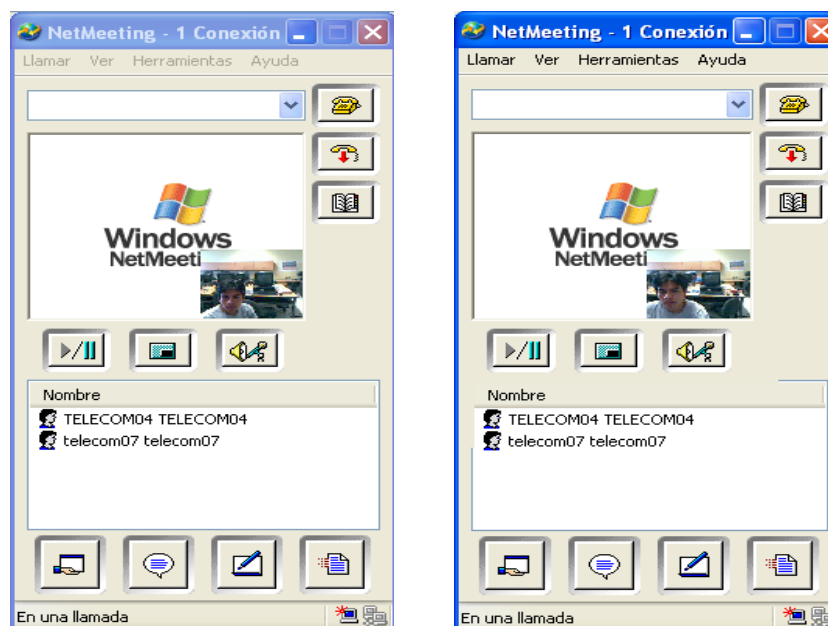 NetMeeting - 1 Conexión
Llamar Ver Herramientas Ayuda
Windows
NetMeeti
Nombre
TELECOM04 TELECOM04
telecom07 telecom07
En una llamada
NetMeeting - 1 Conexión
Llamar Ver Herramientas Ayuda
Windows
NetMeeti
Nombre
TELECOM04 TELECOM04
telecom07 telecom07
En una llamada